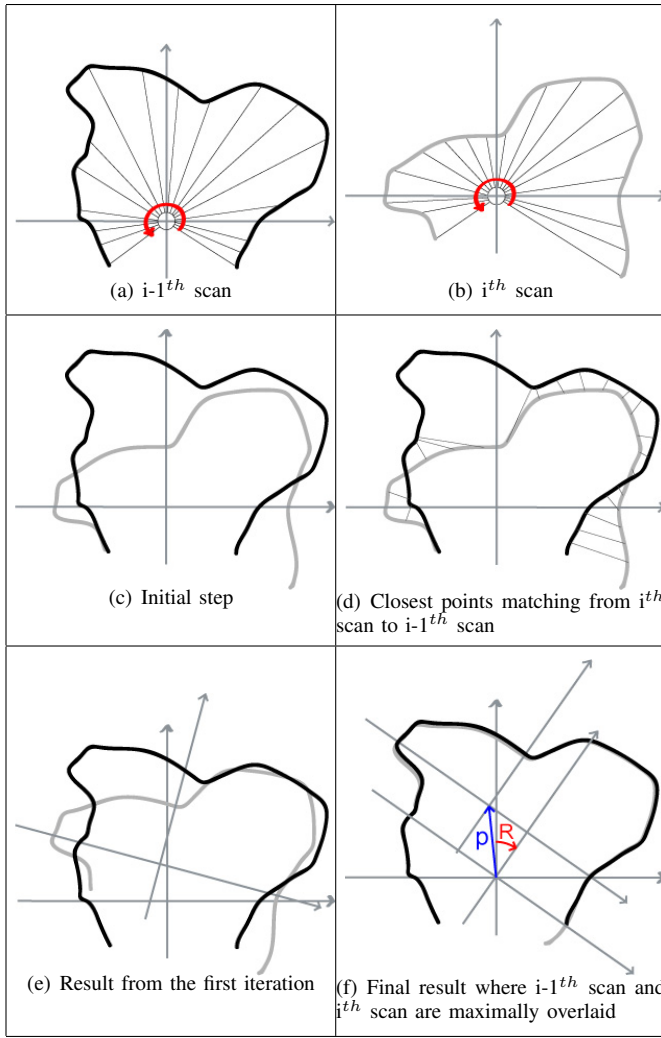 (a) i-1th scan
(b) ith scan
(c) Initial step
(d) Closest points matching from ith
scan to i-1th scan
p
R
(e) Result from the first iteration
(f) Final result where i-1th scan and
ith scan are maximally overlaid